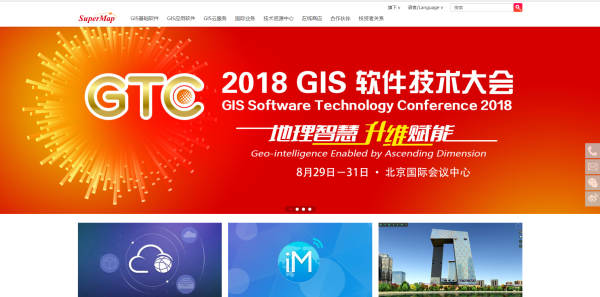 旗下 ∨ 语言/Language ∨ 搜索
SuperMap GIS基础软件 GIS应用软件 GIS云服务 国际业务 技术资源中心 在线商店 合作伙伴 投资者关系
GTC
2018 GIS 软件技术大会
GIS Software Technology Conference 2018
地理智慧 升维赋能
Geo-intelligence Enabled by Ascending Dimension
8月29日-31日 · 北京国际会议中心
iM